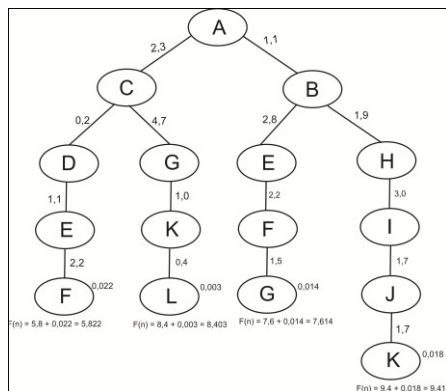 A
2,3 1,1
C B
0,2 4,7 2,8 1,9
D G E H
1,1 1,0 2,2 3,0
E K F I
2,2 0,4 1,5 1,7
F 0,022 L 0,003 G 0,014 J
F(n) = 5,8 + 0,022 = 5,822 F(n) = 8,4 + 0,003 = 8,403 F(n) = 7,6 + 0,014 = 7,614
1,7
K 0,018
F(n) = 9,4 + 0,018 = 9,41